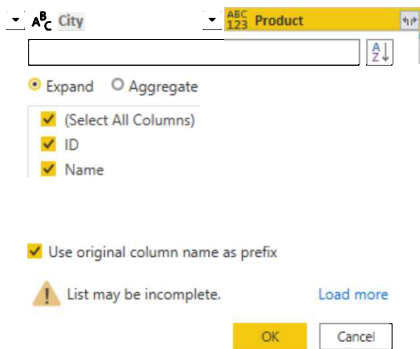 ABC City ABC 123 Product
A Z
Expand Aggregate
(Select All Columns)
ID
Name
Use original column name as prefix
List may be incomplete. Load more
OK Cancel